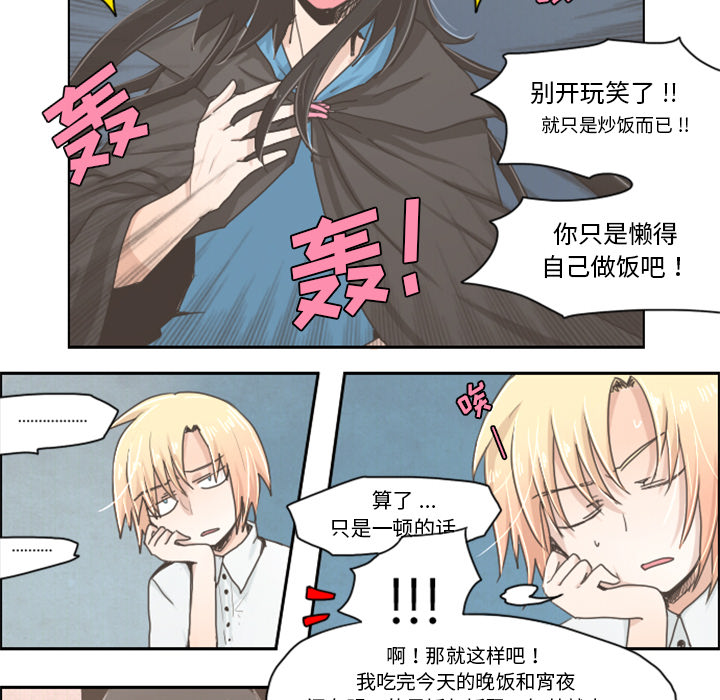 轰
别开玩笑了 !!
就只是炒饭而已 !!
轰!
你只是懒得
自己做饭吧！
...................
唉
算了 ...
只是一顿的话
...........
!!!
啊！那就这样吧！
我吃完今天的晚饭和宵夜